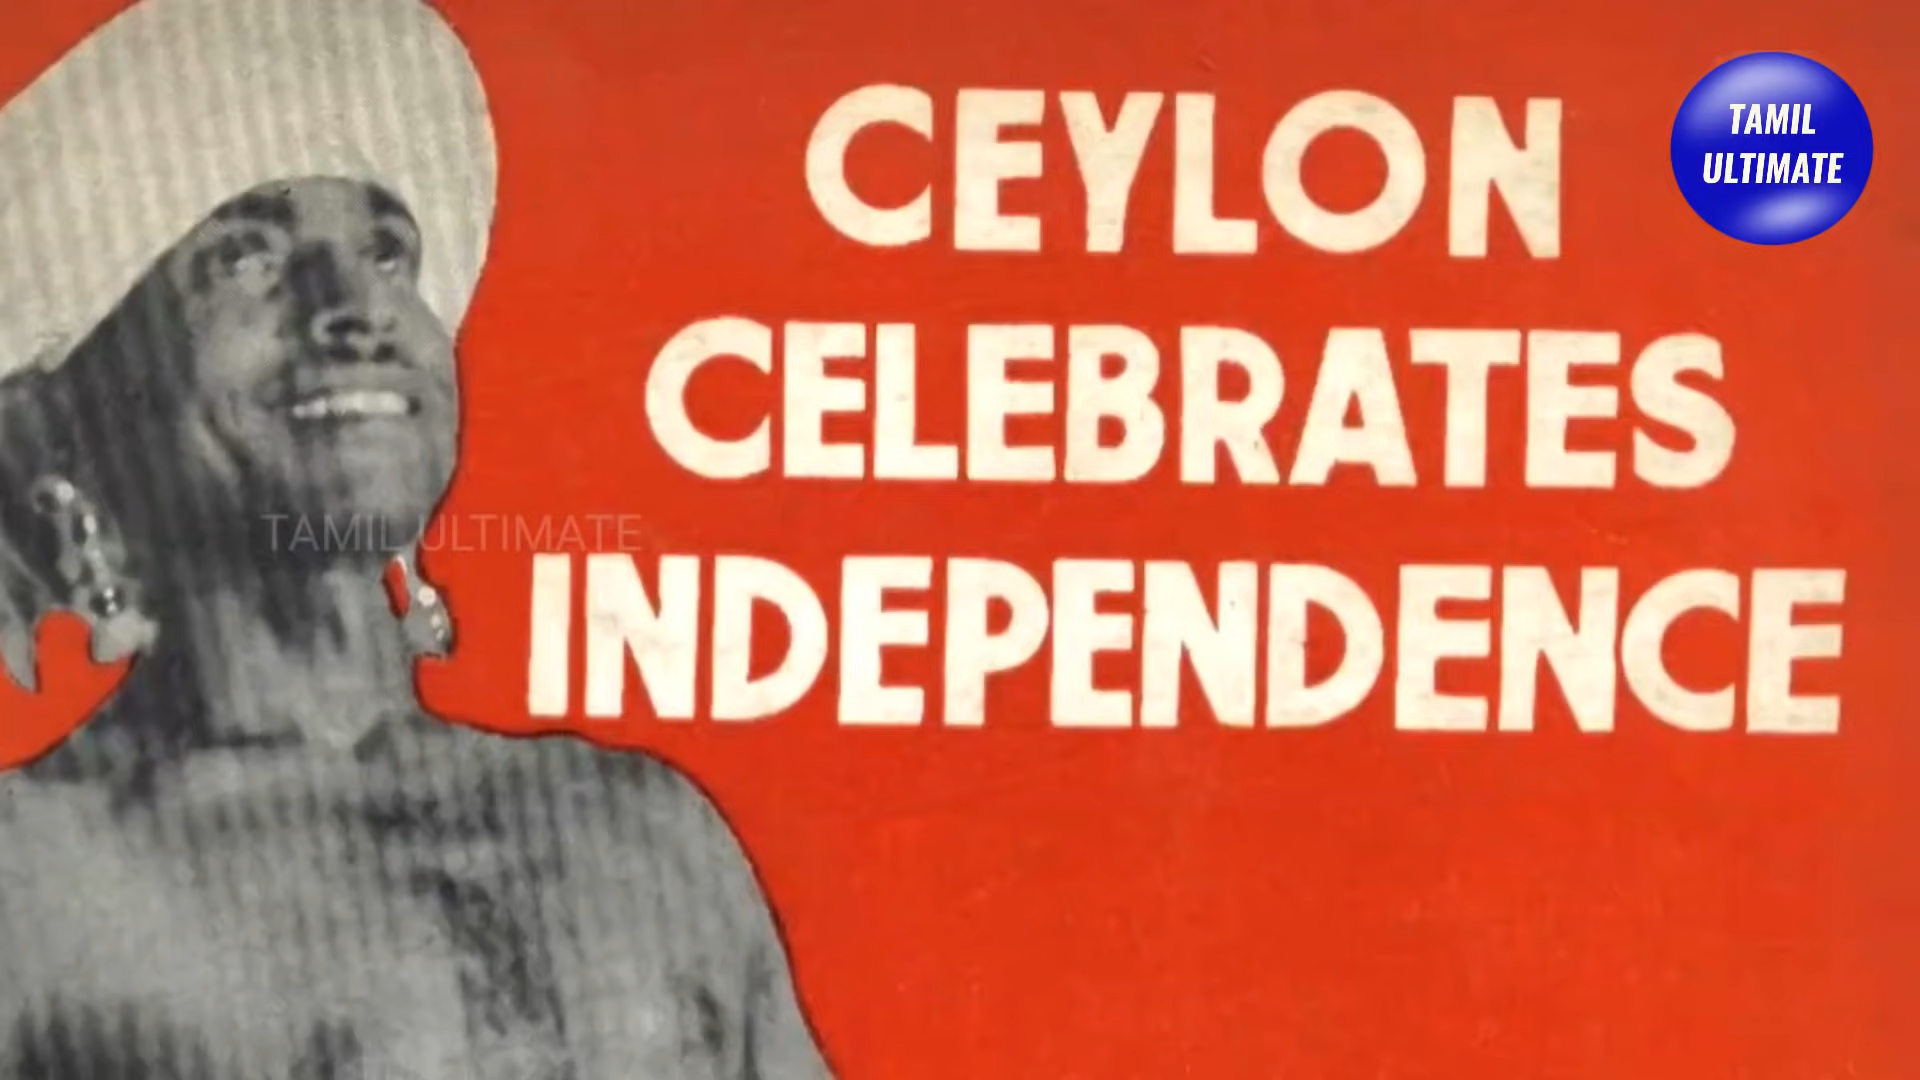 CEYLON
CELEBRATES
INDEPENDENCE
TAMIL
ULTIMATE
TAMIL ULTIMATE